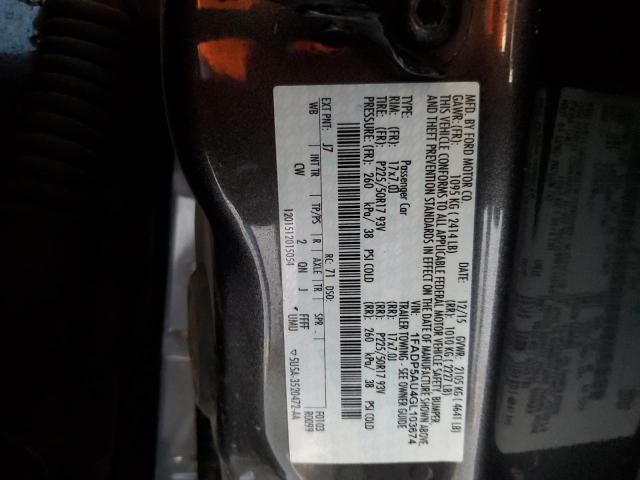 MFD. BY FORD MOTOR CO.
DATE: 12/15 GVWR: 2105 KG ( 4641 LB)
GAWR: (FR): 1095 KG ( 2414 LB) (RR): 1010 KG ( 2227 LB)
THIS VEHICLE CONFORMS TO ALL APPLICABLE FEDERAL MOTOR VEHICLE SAFETY, BUMPER,
AND THEFT PREVENTION STANDARDS IN EFFECT ON THE DATE OF MANUFACTURE SHOWN ABOVE.
VIN: 1FADP5AU4GL103674
TYPE: Passenger Car TRAILER TOWING - SEE OWNER GUIDE
RIM: (FR): 17x7.0J (RR): 17x7.0J
TIRE: (FR): P225/50R17 93V (RR): P225/50R17 93V
PRESSURE: (FR): 260 kPa/ 38 PSI COLD (RR): 260 kPa/ 38 PSI COLD
EXT PNT: J7 RC: 71 DSO: F0103
WB INT TR TP/PS R AXLE TR SPR R0099
CW 2 QN J FFFF UMU
1201512015054 5U5A-3520472-AA